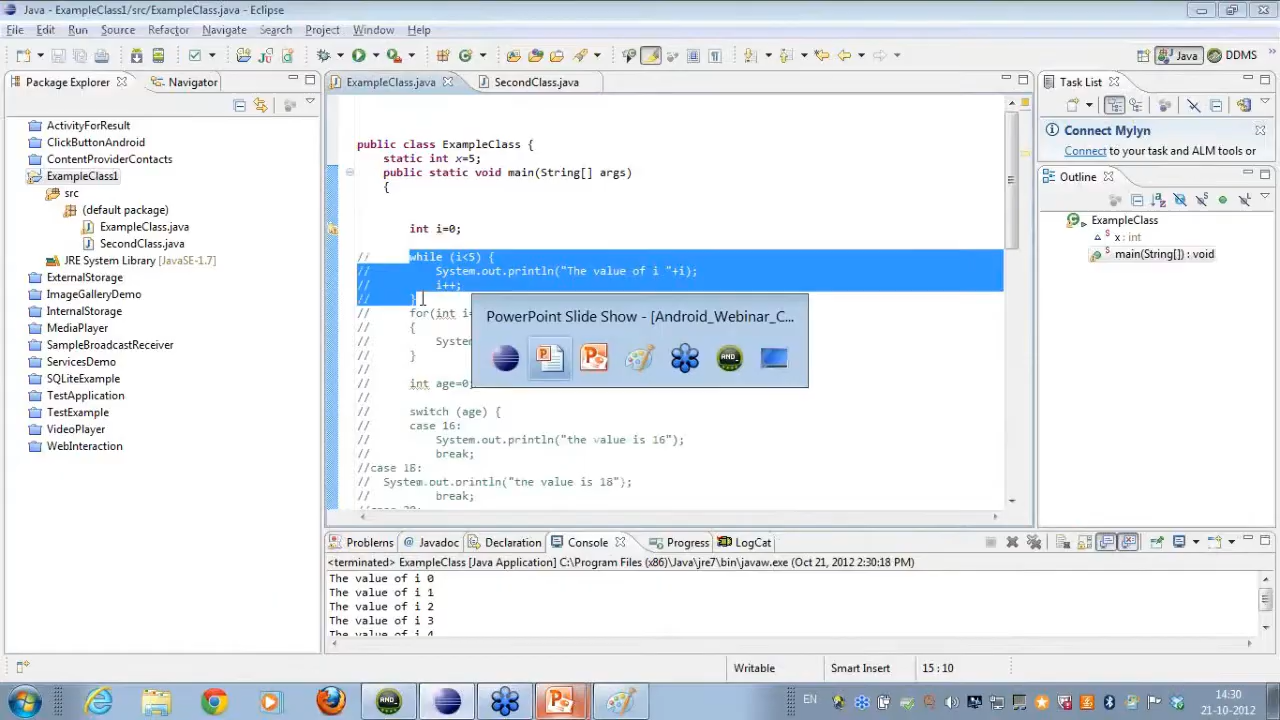 Java - ExampleClass1/src/ExampleClass.java - Eclipse
File Edit Run Source Refactor Navigate Search Project Window Help
Java DDMS
Package Explorer Navigator
ExampleClass.java SecondClass.java
Task List
ActivityForResult
ClickButtonAndroid
ContentProviderContacts
ExampleClass1
src
(default package)
ExampleClass.java
SecondClass.java
JRE System Library [JavaSE-1.7]
ExternalStorage
ImageGalleryDemo
InternalStorage
MediaPlayer
SampleBroadcastReceiver
ServicesDemo
SQLiteExample
TestApplication
TestExample
VideoPlayer
WebInteraction
public class ExampleClass {
static int x=5;
public static void main(String[] args)
{
int i=0;
// while (i<5) {
// System.out.println("The value of i "+i);
// i++;
// }
// for(int i=
// {
// Syste
// }
//
// int age=0;
//
// switch (age) {
// case 16:
// System.out.println("the value is 16");
// break;
//case 18:
// System.out.println("the value is 18");
// break;
PowerPoint Slide Show - [Android_Webinar_C...
AND
Connect Mylyn
Connect to your task and ALM tools or
Outline
ExampleClass
x : int
main(String[]) : void
Problems Javadoc Declaration Console Progress LogCat
<terminated> ExampleClass [Java Application] C:\Program Files (x86)\Java\jre7\bin\javaw.exe (Oct 21, 2012 2:30:18 PM)
The value of i 0
The value of i 1
The value of i 2
The value of i 3
The value of i 4
Writable Smart Insert 15 : 10
AND
EN
14:30
21-10-2012